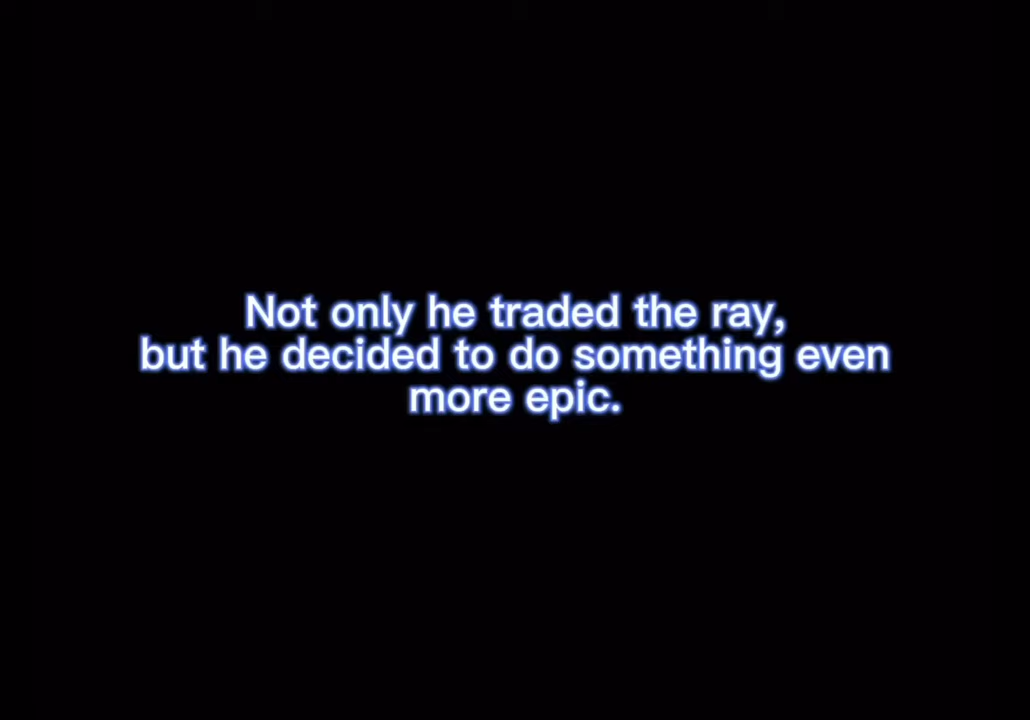 Not only he traded the ray,
but he decided to do something even
more epic.